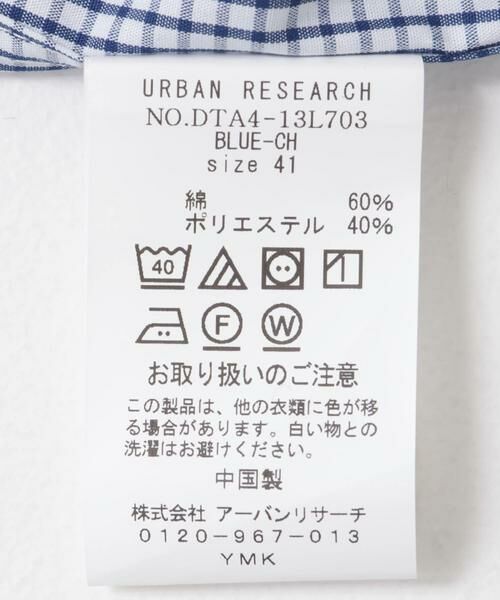 URBAN RESEARCH
NO.DTA4-13L703
BLUE-CH
size 41
綿 60%
ポリエステル 40%
40
F W
お取り扱いのご注意
この製品は、他の衣類に色が移
る場合があります。白い物との
洗濯はお避けください。
中国製
株式会社 アーバンリサーチ
0120-967-013
YMK